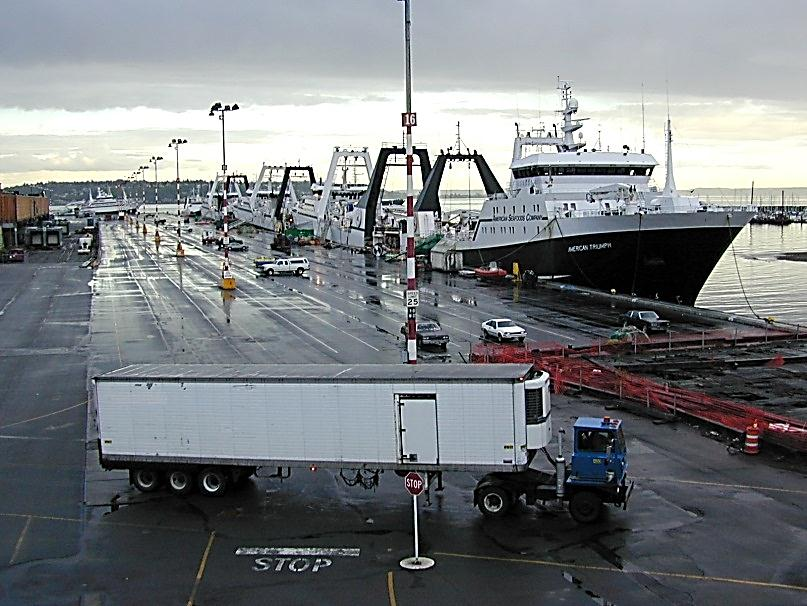 16
AMERICAN SEAFOODS COMPANY
AMERICAN TRIUMPH
25
STOP
STOP